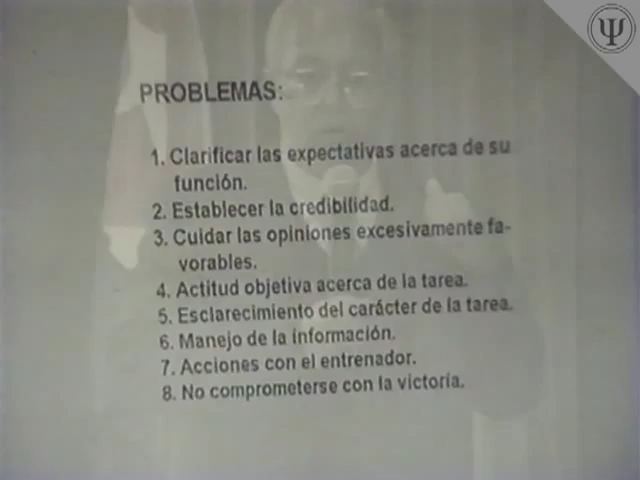 PROBLEMAS:
1. Clarificar las expectativas acerca de su
función.
2. Establecer la credibilidad.
3. Cuidar las opiniones excesivamente fa-
vorables.
4. Actitud objetiva acerca de la tarea.
5. Esclarecimiento del carácter de la tarea.
6. Manejo de la información.
7. Acciones con el entrenador.
8. No comprometerse con la victoria.
Ψ